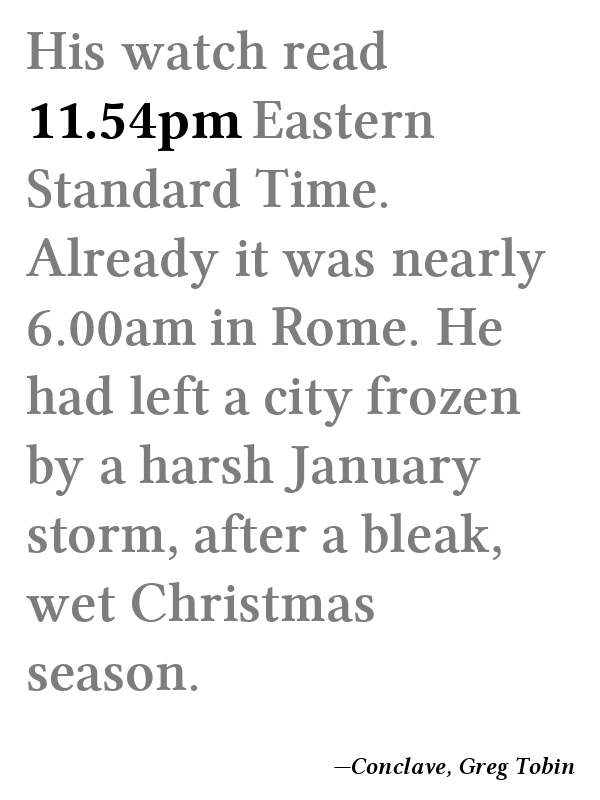 His watch read
11.54pm Eastern
Standard Time.
Already it was nearly
6.00am in Rome. He
had left a city frozen
by a harsh January
storm, after a bleak,
wet Christmas
season.
—Conclave, Greg Tobin